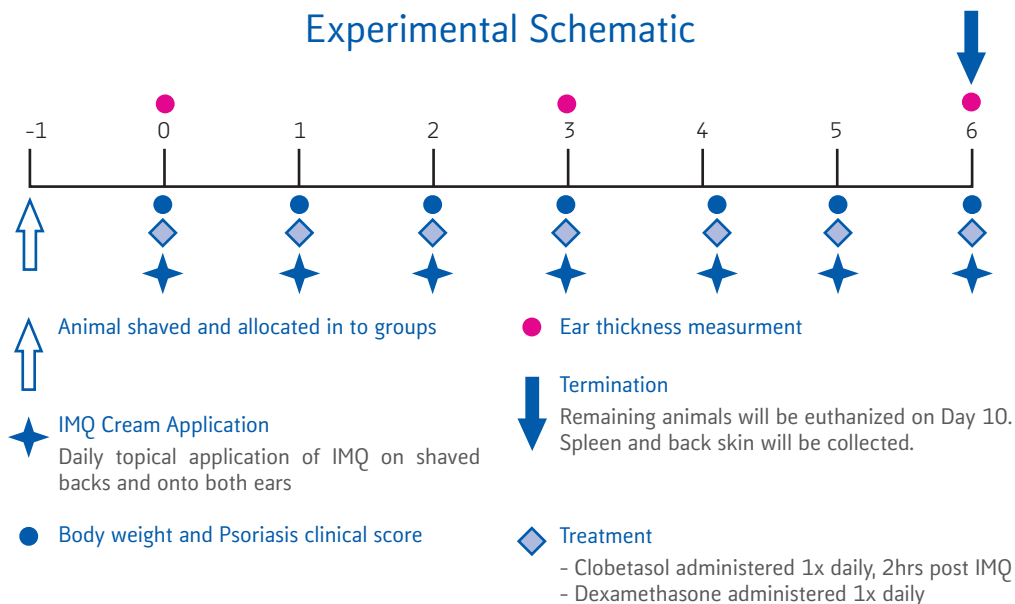 Experimental Schematic
-1 0 1 2 3 4 5 6
Animal shaved and allocated in to groups
IMQ Cream Application
Daily topical application of IMQ on shaved
backs and onto both ears
Body weight and Psoriasis clinical score
Ear thickness measurment
Termination
Remaining animals will be euthanized on Day 10.
Spleen and back skin will be collected.
Treatment
- Clobetasol administered 1x daily, 2hrs post IMQ
- Dexamethasone administered 1x daily